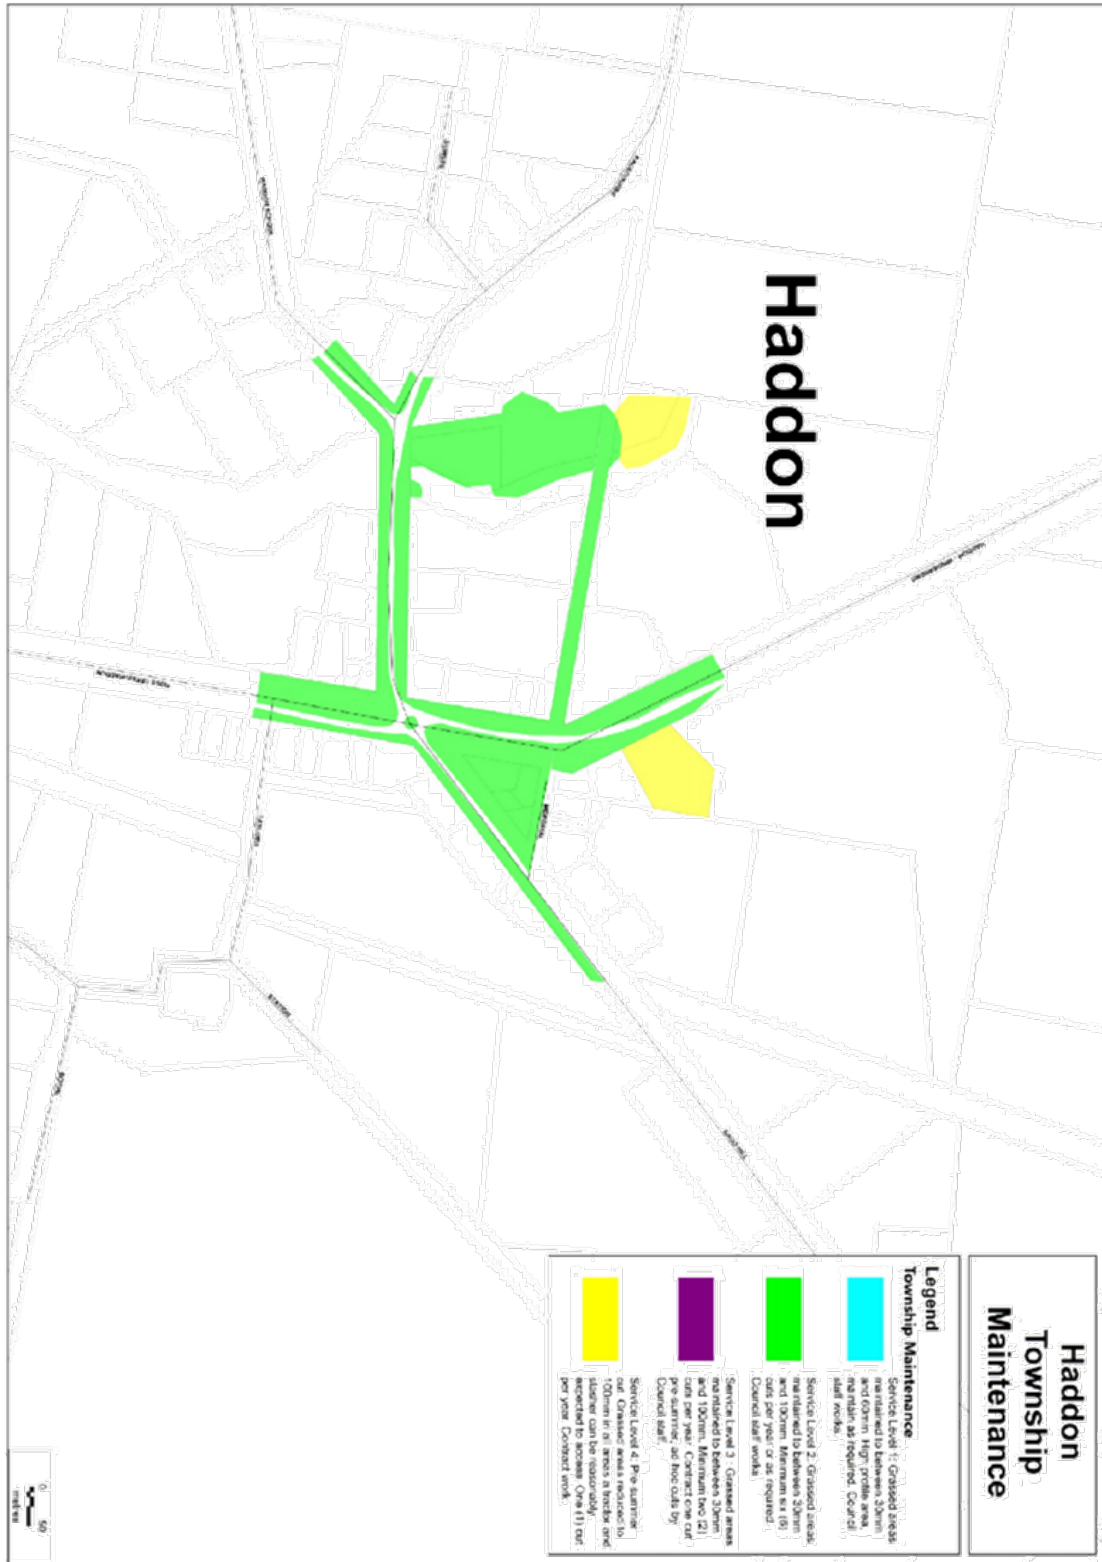 Haddon
Township
Maintenance
Haddon
Legend
Township Maintenance
Service Level 1: Grassed areas
maintained to between 30mm
and 60mm. High profile area,
maintain as required. Council
staff works.
Service Level 2: Grassed areas
maintained to between 30mm
and 100mm. Minimum six (6)
cuts per year or as required.
Council staff works.
Service Level 3: Grassed areas
maintained to between 30mm
and 100mm. Minimum two (2)
cuts per year. Contract one cut
pre-summer, ad hoc cuts by
Council staff.
Service Level 4: Pre-summer
cut. Grassed areas reduced to
100mm in all areas a tractor and
slasher can be reasonably
expected to access. One (1) cut
per year. Contract work.
0 50
metres